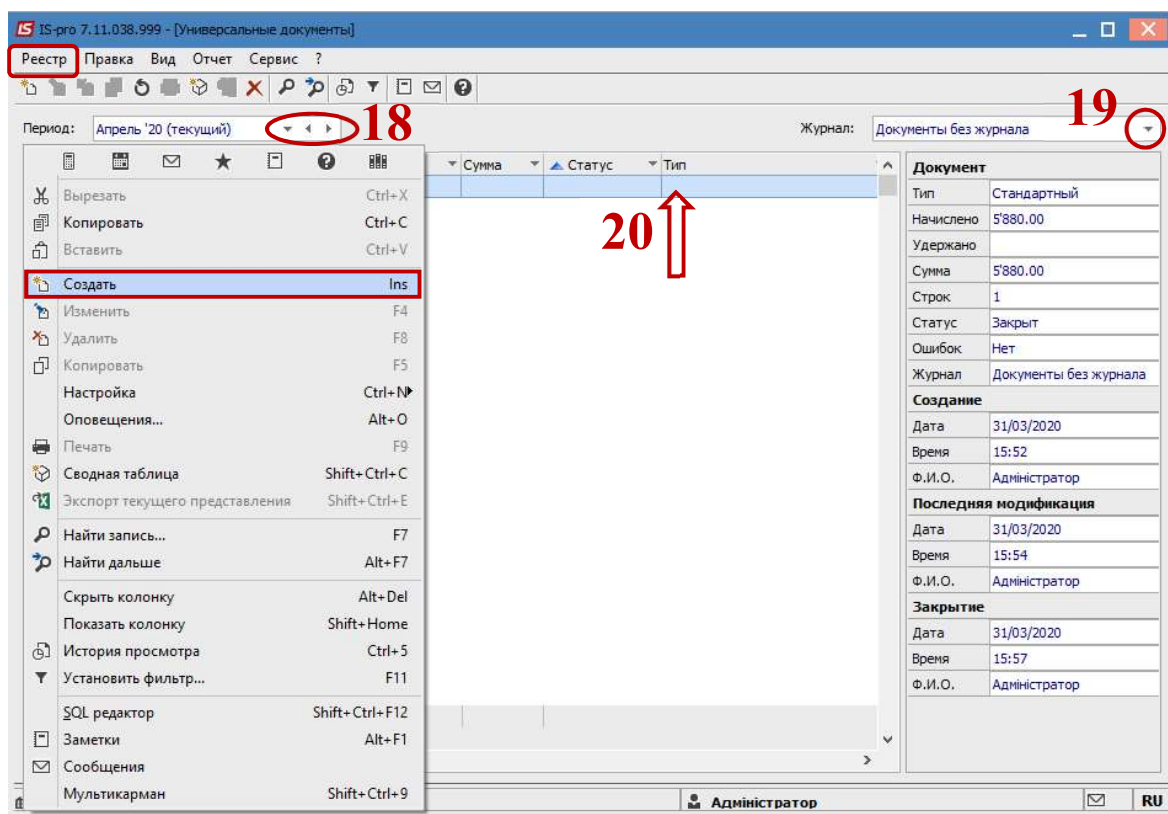 IS-pro 7.11.038.999 - [Универсальные документы]
Реестр Правка Вид Отчет Сервис ?
Период: Апрель '20 (текущий) 18 Журнал: Документы без журнала 19
Сумма Статус Тип
20
Вырезать Ctrl+X
Копировать Ctrl+C
Вставить Ctrl+V
Создать Ins
Изменить F4
Удалить F8
Копировать F5
Настройка Ctrl+N
Оповещения... Alt+O
Печать F9
Сводная таблица Shift+Ctrl+C
Экспорт текущего представления Shift+Ctrl+E
Найти запись... F7
Найти дальше Alt+F7
Скрыть колонку Alt+Del
Показать колонку Shift+Home
История просмотра Ctrl+5
Установить фильтр... F11
SQL редактор Shift+Ctrl+F12
Заметки Alt+F1
Сообщения
Мультикарман Shift+Ctrl+9
Документ
Тип Стандартный
Начислено 5'880.00
Удержано
Сумма 5'880.00
Строк 1
Статус Закрыт
Ошибок Нет
Журнал Документы без журнала
Создание
Дата 31/03/2020
Время 15:52
Ф.И.О. Адміністратор
Последняя модификация
Дата 31/03/2020
Время 15:54
Ф.И.О. Адміністратор
Закрытие
Дата 31/03/2020
Время 15:57
Ф.И.О. Адміністратор
Адміністратор RU